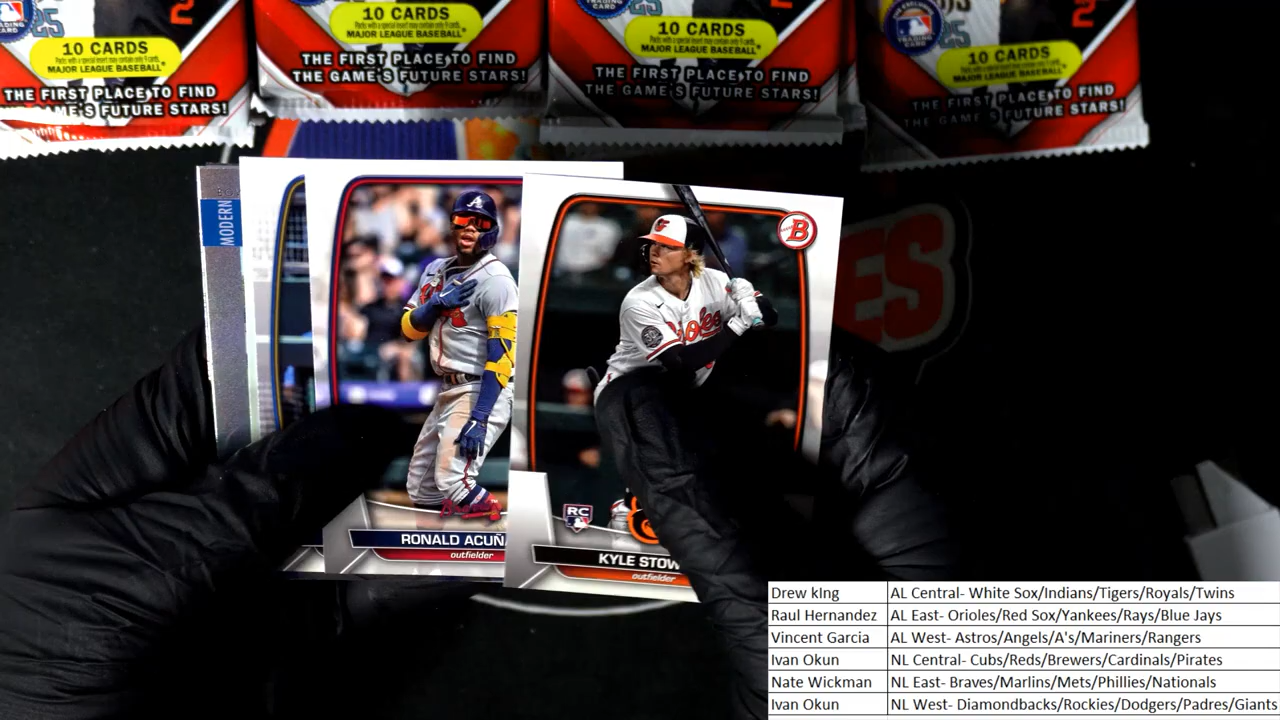 25
2
10 CARDS
MAJOR LEAGUE BASEBALL®
THE FIRST PLACE TO FIND
GAME'S FUTURE STARS!
10 CARDS
MAJOR LEAGUE BASEBALL®
THE FIRST PLACE TO FIND
THE GAME'S FUTURE STARS!
10 CARDS
MAJOR LEAGUE BASEBALL®
THE FIRST PLACE TO FIND
THE GAME'S FUTURE STARS!
25
2
10 CARDS
MAJOR LEAGUE BASEBALL®
THE FIRST PLACE TO FIND
THE GAME'S FUTURE STARS!
MODERN
A
B
ES
RC
RONALD ACUÑ
outfielder
KYLE STOW
outfielder
Drew kIng AL Central- White Sox/Indians/Tigers/Royals/Twins
Raul Hernandez AL East- Orioles/Red Sox/Yankees/Rays/Blue Jays
Vincent Garcia AL West- Astros/Angels/A's/Mariners/Rangers
Ivan Okun NL Central- Cubs/Reds/Brewers/Cardinals/Pirates
Nate Wickman NL East- Braves/Marlins/Mets/Phillies/Nationals
Ivan Okun NL West- Diamondbacks/Rockies/Dodgers/Padres/Giants